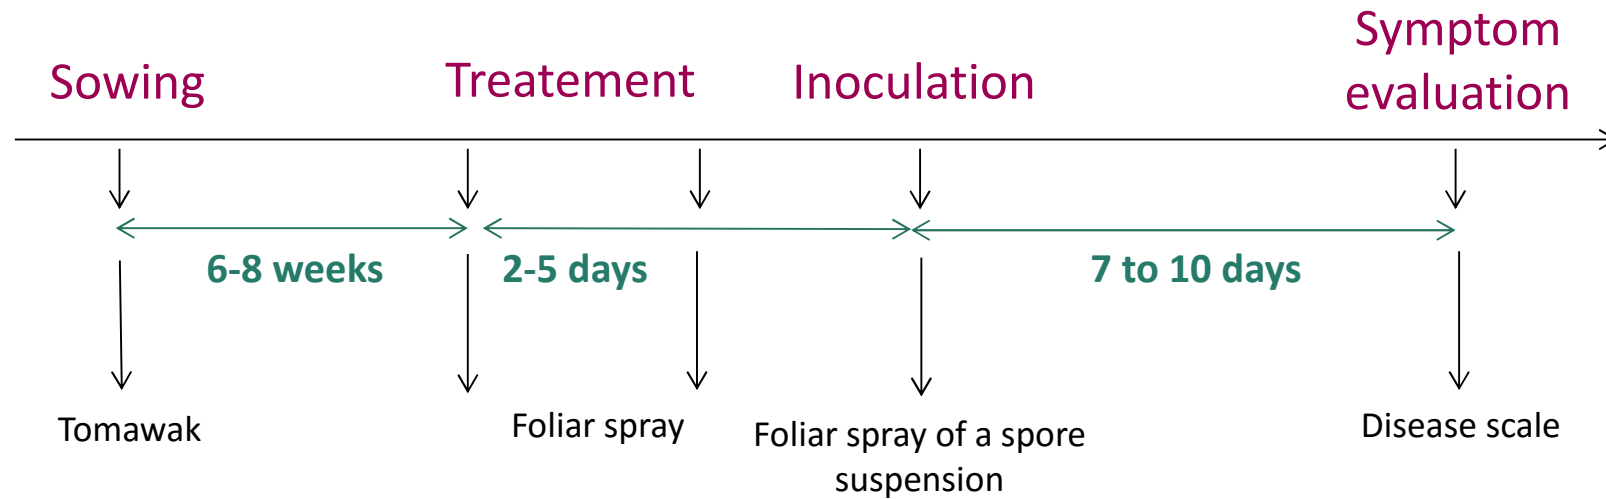 Sowing
Treatement
Inoculation
Symptom
evaluation
6-8 weeks
2-5 days
7 to 10 days
Tomawak
Foliar spray
Foliar spray of a spore
suspension
Disease scale